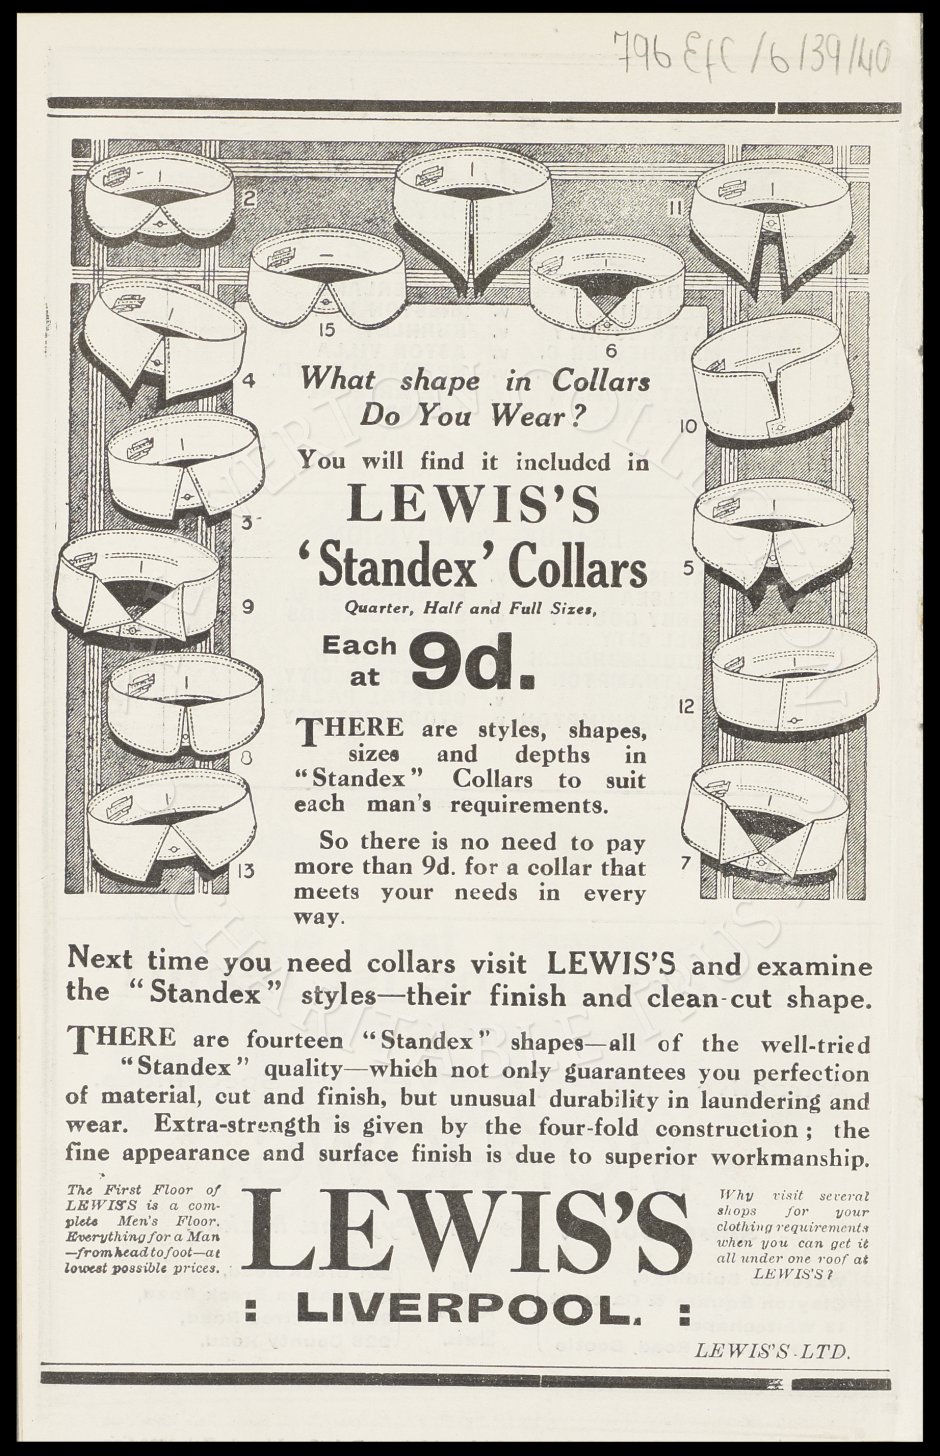 796 EFC /6/39/40
2
11
15
6
4
10
3
5
9
12
8
7
13
What shape in Collars
Do You Wear?
You will find it included in
LEWIS'S
'Standex' Collars
Quarter, Half and Full Sizes,
Each
at 9d.
THERE are styles, shapes,
sizes and depths in
"Standex" Collars to suit
each man's requirements.
So there is no need to pay
more than 9d. for a collar that
meets your needs in every
way.
Next time you need collars visit LEWIS'S and examine
the "Standex" styles—their finish and clean-cut shape.
THERE are fourteen "Standex" shapes—all of the well-tried
"Standex" quality—which not only guarantees you perfection
of material, cut and finish, but unusual durability in laundering and
wear. Extra-strength is given by the four-fold construction; the
fine appearance and surface finish is due to superior workmanship.
The First Floor of
LEWIS'S is a com-
plete Men's Floor.
Everything for a Man
—from head to foot—at
lowest possible prices.
LEWIS'S
Why visit several
shops for your
clothing requirements
when you can get it
all under one roof at
LEWIS'S?
: LIVERPOOL. :
LEWIS'S LTD.
EVERTON COLLECTION
CHARITABLE TRUST